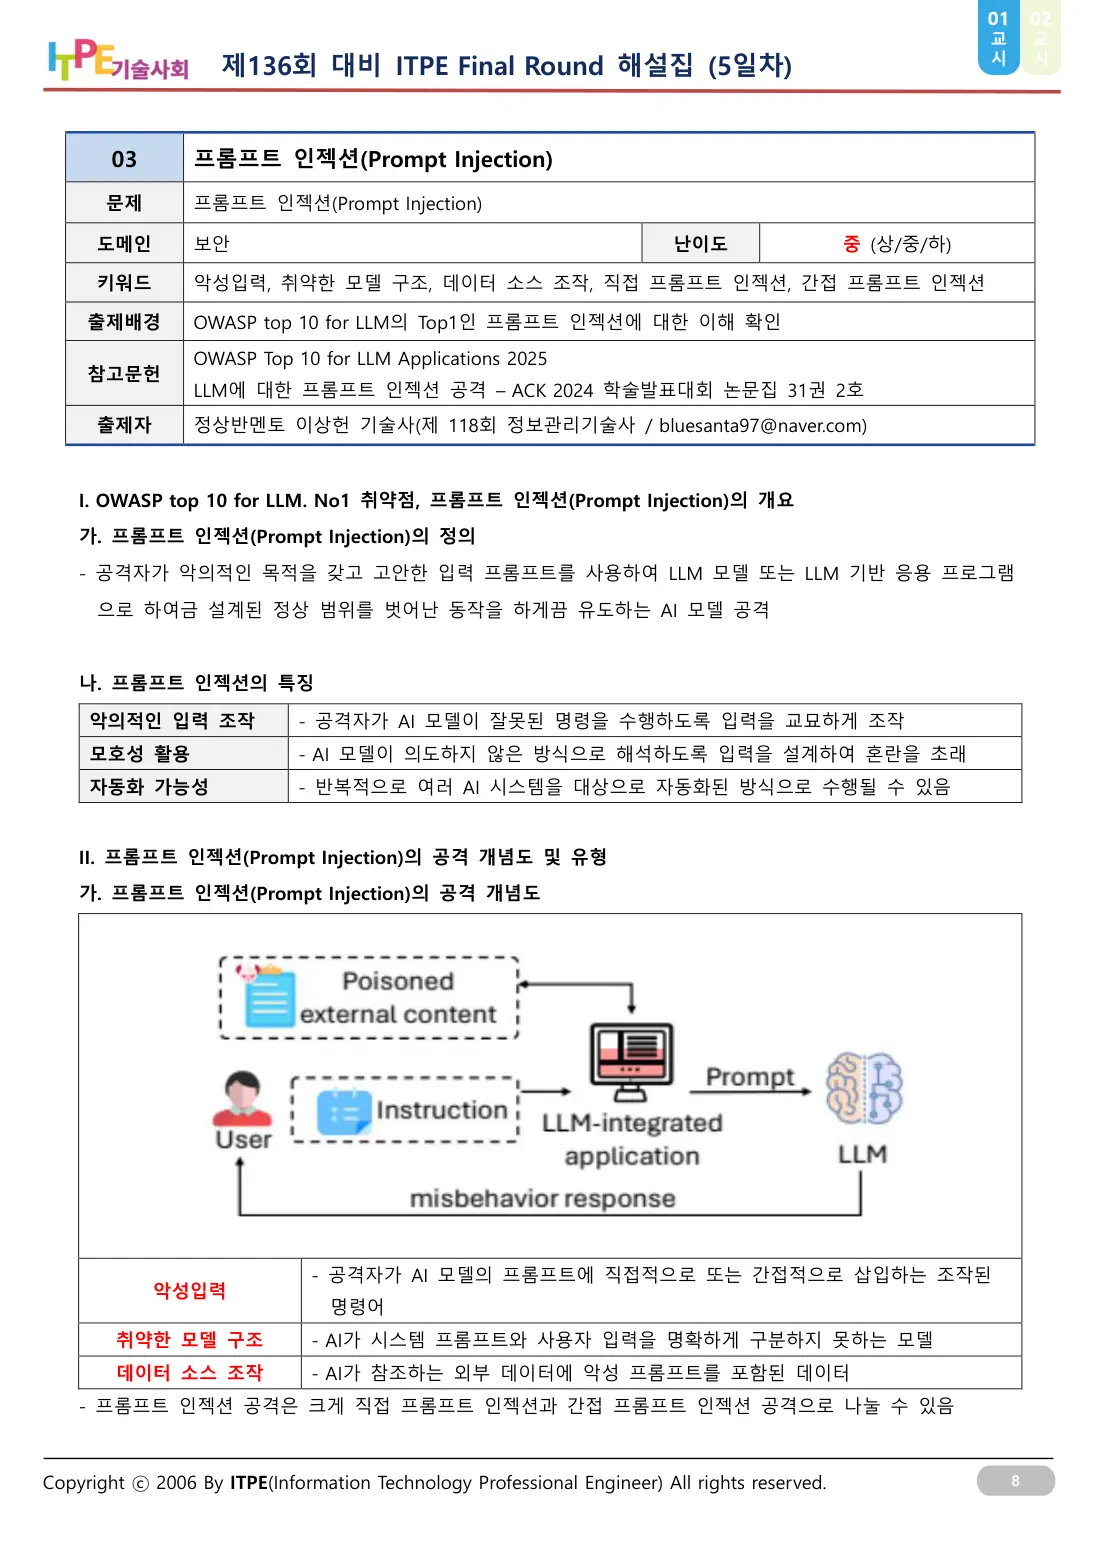 ITPE기술사회 제136회 대비 ITPE Final Round 해설집 (5일차)
01
교
시
02
교
시
03 프롬프트 인젝션(Prompt Injection)
문제 프롬프트 인젝션(Prompt Injection)
도메인 보안 난이도 중 (상/중/하)
키워드 악성입력, 취약한 모델 구조, 데이터 소스 조작, 직접 프롬프트 인젝션, 간접 프롬프트 인젝션
출제배경 OWASP top 10 for LLM의 Top1인 프롬프트 인젝션에 대한 이해 확인
참고문헌 OWASP Top 10 for LLM Applications 2025
LLM에 대한 프롬프트 인젝션 공격 – ACK 2024 학술발표대회 논문집 31권 2호
출제자 정상반멘토 이상헌 기술사(제 118회 정보관리기술사 / bluesanta97@naver.com)
I. OWASP top 10 for LLM. No1 취약점, 프롬프트 인젝션(Prompt Injection)의 개요
가. 프롬프트 인젝션(Prompt Injection)의 정의
- 공격자가 악의적인 목적을 갖고 고안한 입력 프롬프트를 사용하여 LLM 모델 또는 LLM 기반 응용 프로그램
으로 하여금 설계된 정상 범위를 벗어난 동작을 하게끔 유도하는 AI 모델 공격
나. 프롬프트 인젝션의 특징
악의적인 입력 조작 - 공격자가 AI 모델이 잘못된 명령을 수행하도록 입력을 교묘하게 조작
모호성 활용 - AI 모델이 의도하지 않은 방식으로 해석하도록 입력을 설계하여 혼란을 초래
자동화 가능성 - 반복적으로 여러 AI 시스템을 대상으로 자동화된 방식으로 수행될 수 있음
II. 프롬프트 인젝션(Prompt Injection)의 공격 개념도 및 유형
가. 프롬프트 인젝션(Prompt Injection)의 공격 개념도
Poisoned
external content
Instruction
User
LLM-integrated
application
Prompt
LLM
misbehavior response
악성입력 - 공격자가 AI 모델의 프롬프트에 직접적으로 또는 간접적으로 삽입하는 조작된
명령어
취약한 모델 구조 - AI가 시스템 프롬프트와 사용자 입력을 명확하게 구분하지 못하는 모델
데이터 소스 조작 - AI가 참조하는 외부 데이터에 악성 프롬프트를 포함된 데이터
- 프롬프트 인젝션 공격은 크게 직접 프롬프트 인젝션과 간접 프롬프트 인젝션 공격으로 나눌 수 있음
Copyright ⓒ 2006 By ITPE(Information Technology Professional Engineer) All rights reserved.
8